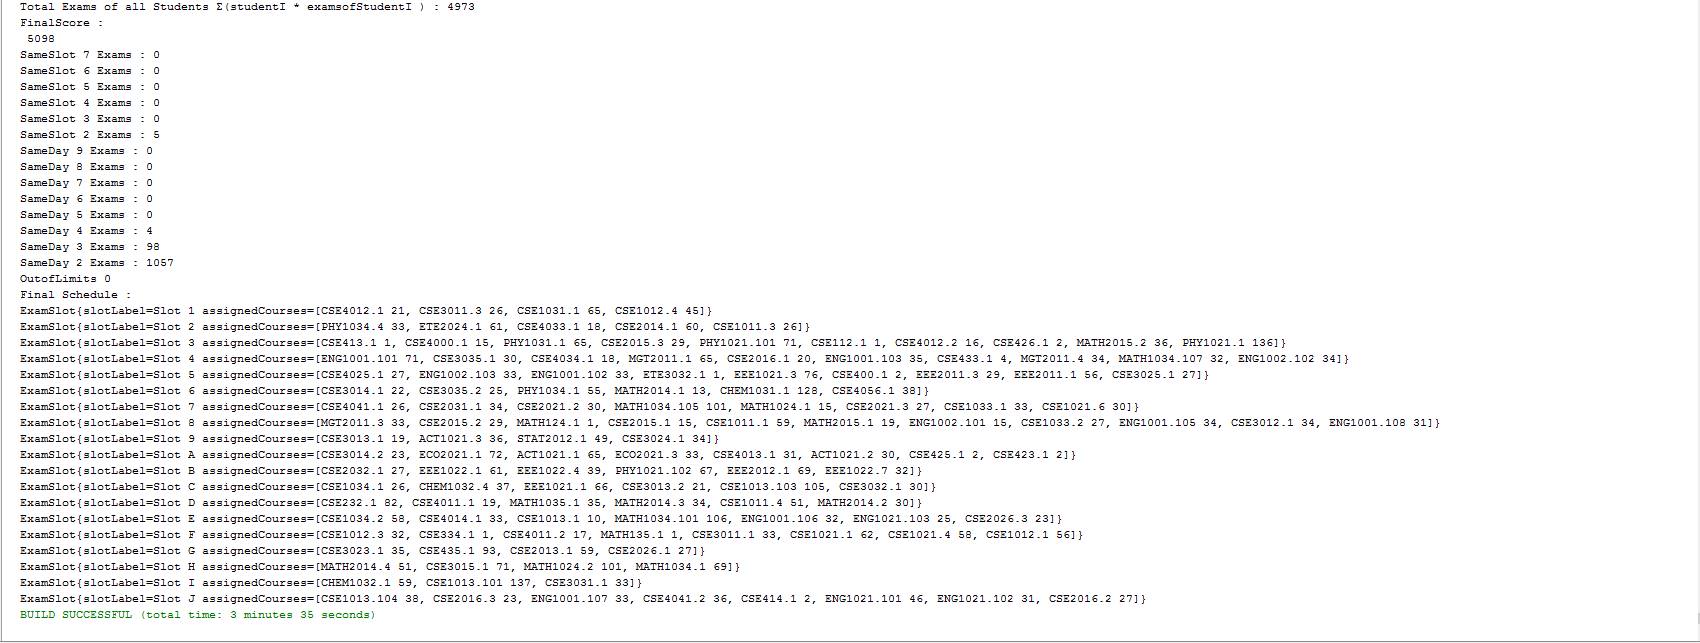 Total Exams of all Students Σ(studentI * examsofStudentI ) : 4973
FinalScore :
5098
SameSlot 7 Exams : 0
SameSlot 6 Exams : 0
SameSlot 5 Exams : 0
SameSlot 4 Exams : 0
SameSlot 3 Exams : 0
SameSlot 2 Exams : 5
SameDay 9 Exams : 0
SameDay 8 Exams : 0
SameDay 7 Exams : 0
SameDay 6 Exams : 0
SameDay 5 Exams : 0
SameDay 4 Exams : 4
SameDay 3 Exams : 98
SameDay 2 Exams : 1057
OutofLimits 0
Final Schedule :
ExamSlot{slotLabel=Slot 1 assignedCourses=[CSE4012.1 21, CSE3011.3 26, CSE1031.1 65, CSE1012.4 45]}
ExamSlot{slotLabel=Slot 2 assignedCourses=[PHY1034.4 33, ETE2024.1 61, CSE4033.1 18, CSE2014.1 60, CSE1011.3 26]}
ExamSlot{slotLabel=Slot 3 assignedCourses=[CSE413.1 1, CSE4000.1 15, PHY1031.1 65, CSE2015.3 29, PHY1021.101 71, CSE112.1 1, CSE4012.2 16, CSE426.1 2, MATH2015.2 36, PHY1021.1 136]}
ExamSlot{slotLabel=Slot 4 assignedCourses=[ENG1001.101 71, CSE3035.1 30, CSE4034.1 18, MGT2011.1 65, CSE2016.1 20, ENG1001.103 35, CSE433.1 4, MGT2011.4 34, MATH1034.107 32, ENG1002.102 34]}
ExamSlot{slotLabel=Slot 5 assignedCourses=[CSE4025.1 27, ENG1002.103 33, ENG1001.102 33, ETE3032.1 1, EEE1021.3 76, CSE400.1 2, EEE2011.3 29, EEE2011.1 56, CSE3025.1 27]}
ExamSlot{slotLabel=Slot 6 assignedCourses=[CSE3014.1 22, CSE3035.2 25, PHY1034.1 55, MATH2014.1 13, CHEM1031.1 128, CSE4056.1 38]}
ExamSlot{slotLabel=Slot 7 assignedCourses=[CSE4041.1 26, CSE2031.1 34, CSE2021.2 30, MATH1034.105 101, MATH1024.1 15, CSE2021.3 27, CSE1033.1 33, CSE1021.6 30]}
ExamSlot{slotLabel=Slot 8 assignedCourses=[MGT2011.3 33, CSE2015.2 29, MATH124.1 1, CSE2015.1 15, CSE1011.1 59, MATH2015.1 19, ENG1002.101 15, CSE1033.2 27, ENG1001.105 34, CSE3012.1 34, ENG1001.108 31]}
ExamSlot{slotLabel=Slot 9 assignedCourses=[CSE3013.1 19, ACT1021.3 36, STAT2012.1 49, CSE3024.1 34]}
ExamSlot{slotLabel=Slot A assignedCourses=[CSE3014.2 23, ECO2021.1 72, ACT1021.1 65, ECO2021.3 33, CSE4013.1 31, ACT1021.2 30, CSE425.1 2, CSE423.1 2]}
ExamSlot{slotLabel=Slot B assignedCourses=[CSE2032.1 27, EEE1022.1 61, EEE1022.4 39, PHY1021.102 67, EEE2012.1 69, EEE1022.7 32]}
ExamSlot{slotLabel=Slot C assignedCourses=[CSE1034.1 26, CHEM1032.4 37, EEE1021.1 66, CSE3013.2 21, CSE1013.103 105, CSE3032.1 30]}
ExamSlot{slotLabel=Slot D assignedCourses=[CSE232.1 82, CSE4011.1 19, MATH1035.1 35, MATH2014.3 34, CSE1011.4 51, MATH2014.2 30]}
ExamSlot{slotLabel=Slot E assignedCourses=[CSE1034.2 58, CSE4014.1 33, CSE1013.1 10, MATH1034.101 106, ENG1001.106 32, ENG1021.103 25, CSE2026.3 23]}
ExamSlot{slotLabel=Slot F assignedCourses=[CSE1012.3 32, CSE334.1 1, CSE4011.2 17, MATH135.1 1, CSE3011.1 33, CSE1021.1 62, CSE1021.4 58, CSE1012.1 56]}
ExamSlot{slotLabel=Slot G assignedCourses=[CSE3023.1 35, CSE435.1 93, CSE2013.1 59, CSE2026.1 27]}
ExamSlot{slotLabel=Slot H assignedCourses=[MATH2014.4 51, CSE3015.1 71, MATH1024.2 101, MATH1034.1 69]}
ExamSlot{slotLabel=Slot I assignedCourses=[CHEM1032.1 59, CSE1013.101 137, CSE3031.1 33]}
ExamSlot{slotLabel=Slot J assignedCourses=[CSE1013.104 38, CSE2016.3 23, ENG1001.107 33, CSE4041.2 36, CSE414.1 2, ENG1021.101 46, ENG1021.102 31, CSE2016.2 27]}
BUILD SUCCESSFUL (total time: 3 minutes 35 seconds)